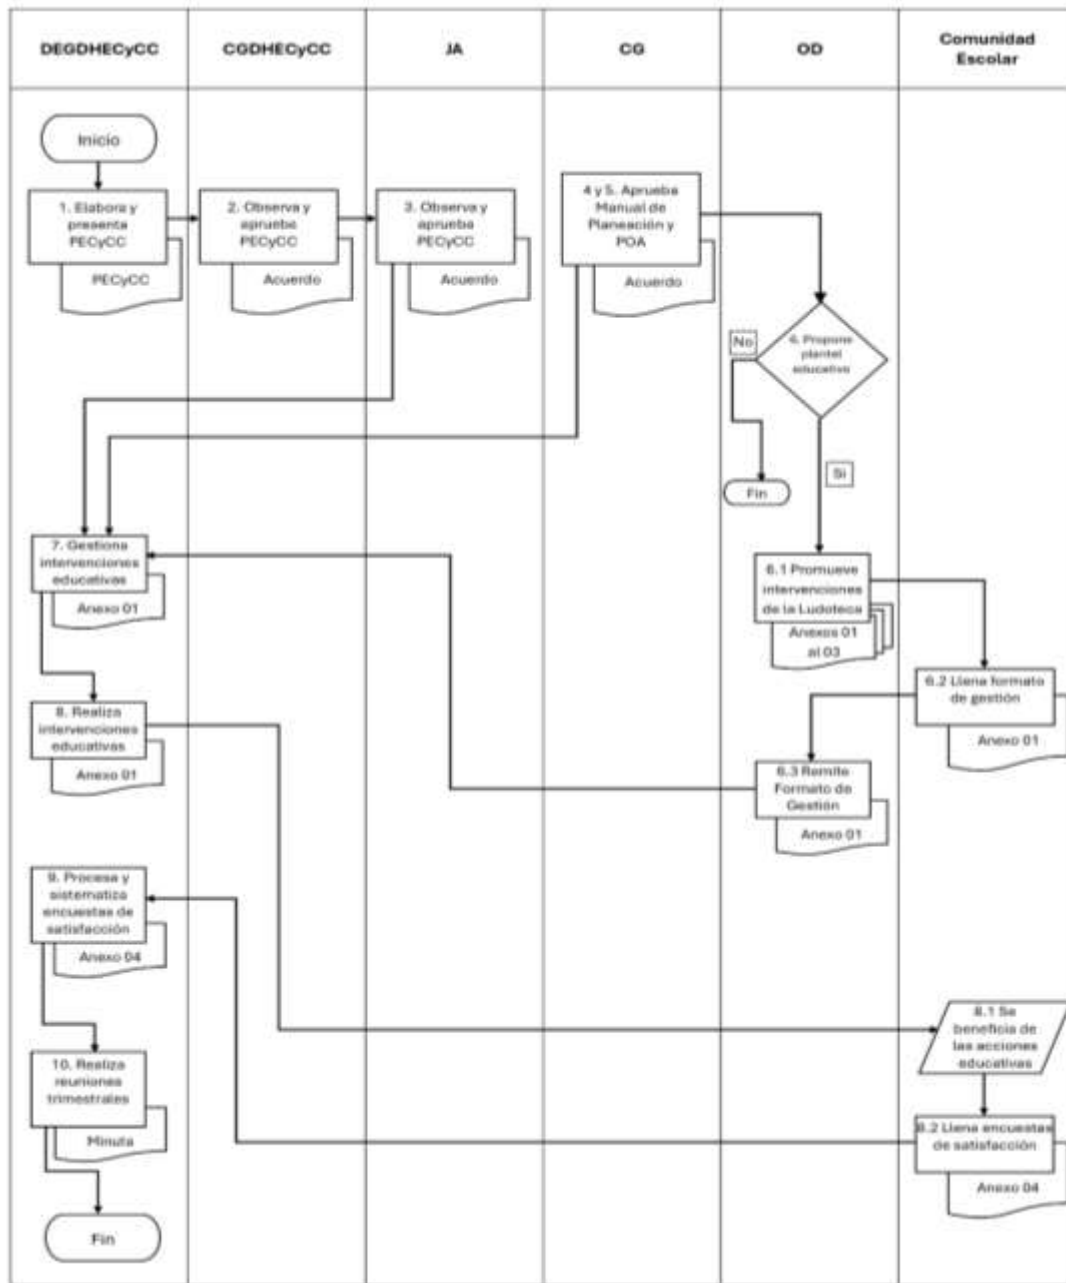 DEGDHECyCC
CGDHECyCC
JA
CG
OD
Comunidad
Escolar
Inicio
1. Elabora y
presenta
PECyCC
PECyCC
2. Observa y
aprueba
PECyCC
Acuerdo
3. Observa y
aprueba
PECyCC
Acuerdo
4 y 5. Aprueba
Manual de
Planeación y
POA
Acuerdo
6. Propone
plantel
educativo
No
Fin
Si
6.1 Promueve
intervenciones
de la Ludoteca
Anexos 01
al 03
6.2 Llena formato
de gestión
Anexo 01
6.3 Remite
Formato de
Gestión
Anexo 01
7. Gestiona
intervenciones
educativas
Anexo 01
8. Realiza
intervenciones
educativas
Anexo 01
8.1 Se
beneficia de
las acciones
educativas
8.2 Llena encuestas
de satisfacción
Anexo 04
9. Procesa y
sistematiza
encuestas de
satisfacción
Anexo 04
10. Realiza
reuniones
trimestrales
Minuta
Fin